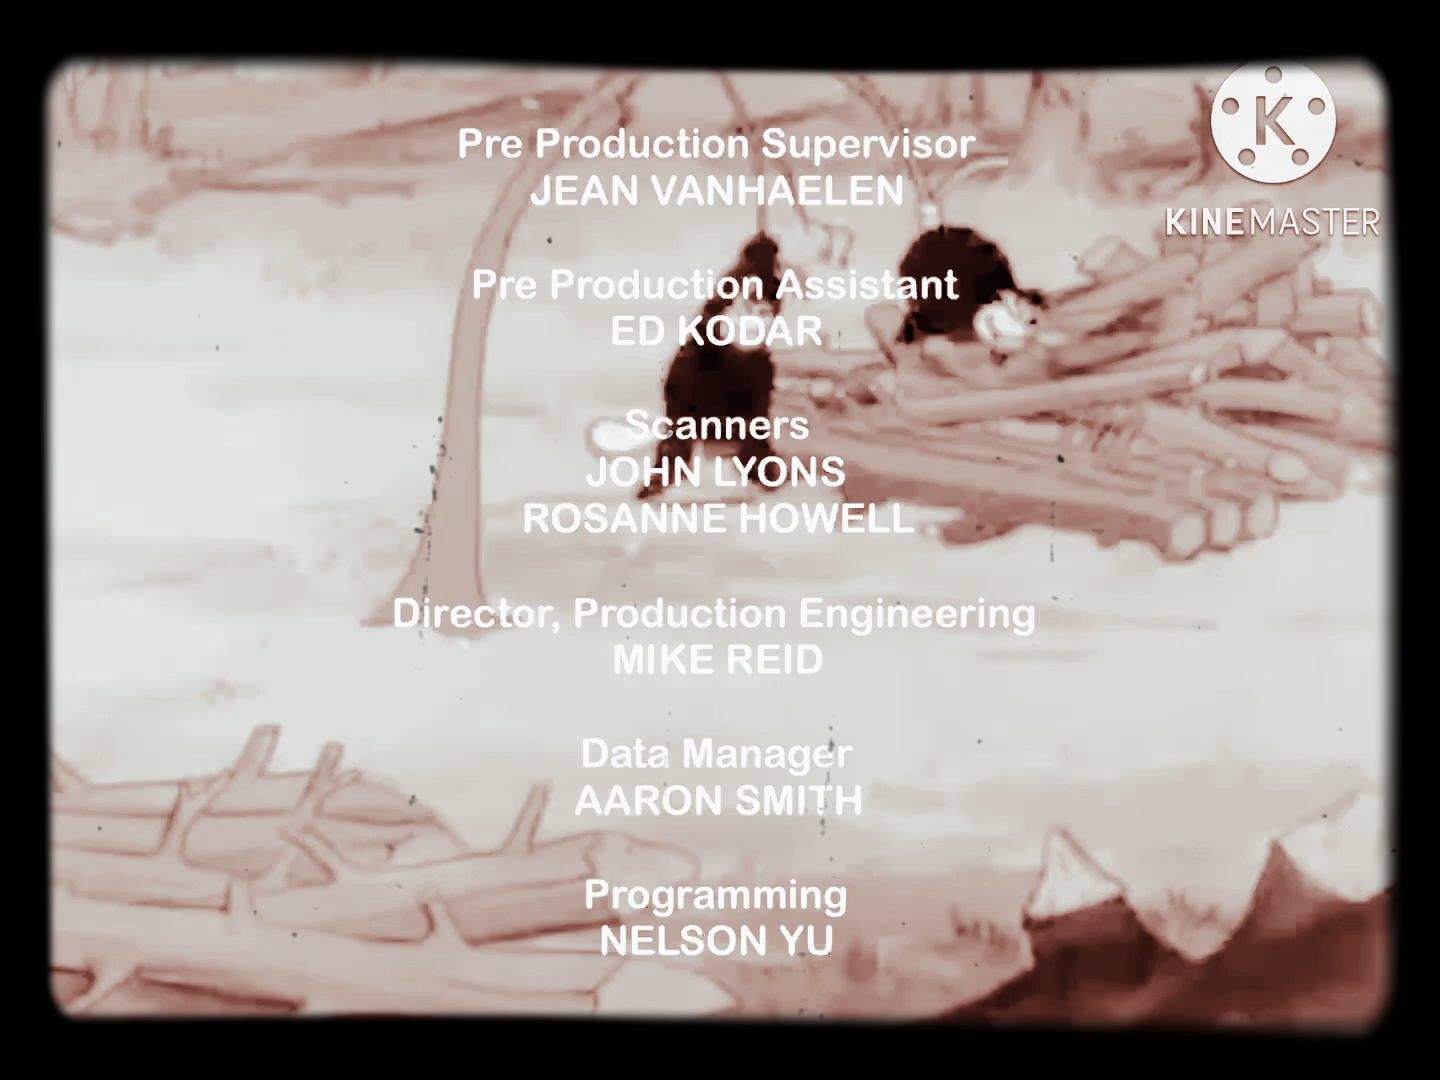 Pre Production Supervisor
JEAN VANHAELEN
Pre Production Assistant
ED KODAR
Scanners
JOHN LYONS
ROSANNE HOWELL
Director, Production Engineering
MIKE REID
Data Manager
AARON SMITH
Programming
NELSON YU
K
KINEMASTER